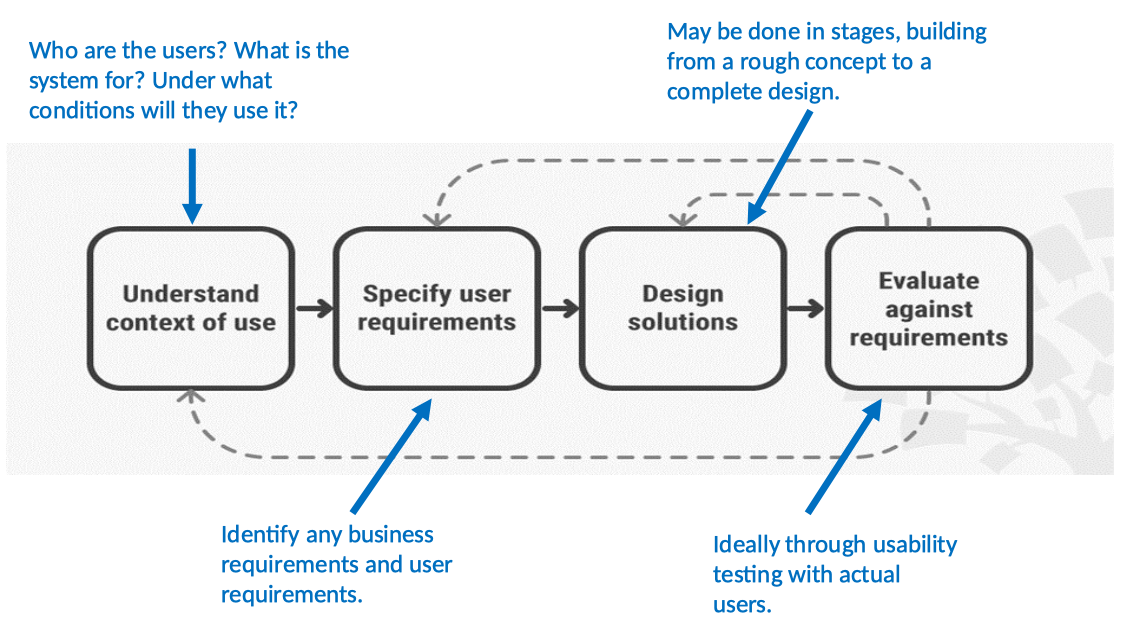 Who are the users? What is the
system for? Under what
conditions will they use it?
May be done in stages, building
from a rough concept to a
complete design.
Understand
context of use
Specify user
requirements
Design
solutions
Evaluate
against
requirements
Identify any business
requirements and user
requirements.
Ideally through usability
testing with actual
users.